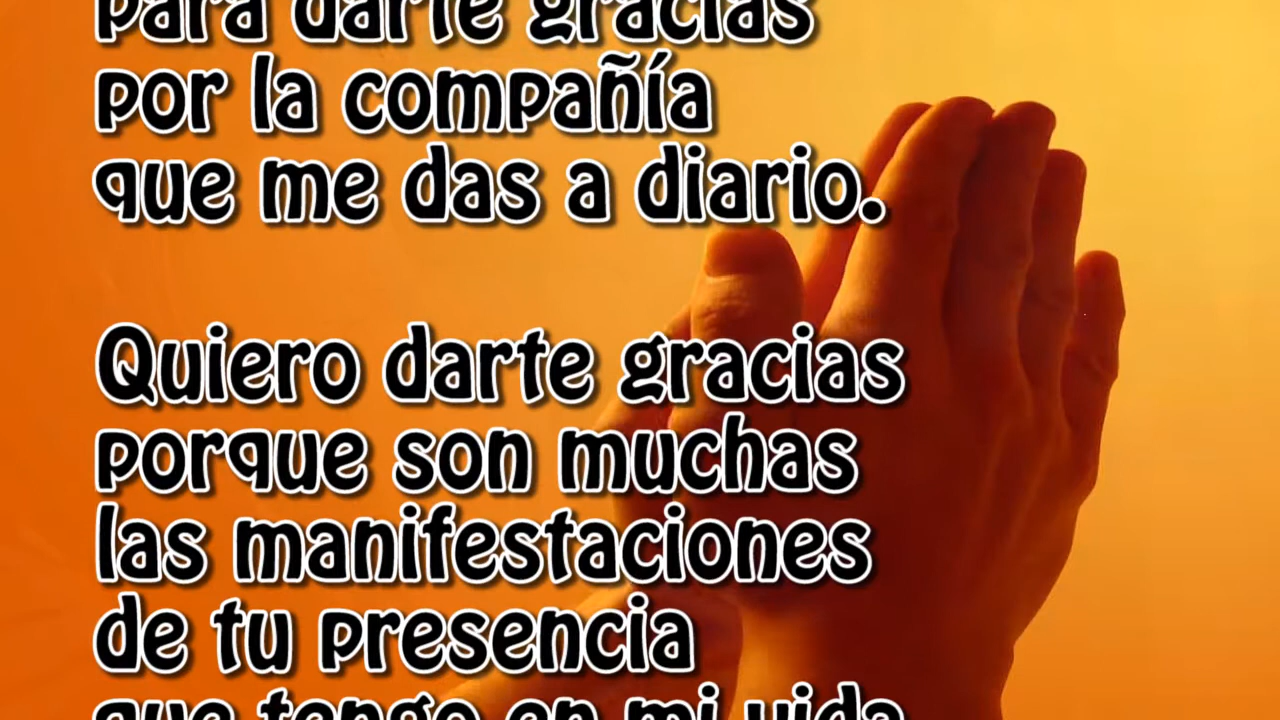 para darte gracias
por la compañía
que me das a diario.
Quiero darte gracias
porque son muchas
las manifestaciones
de tu presencia
que tengo en mi vida